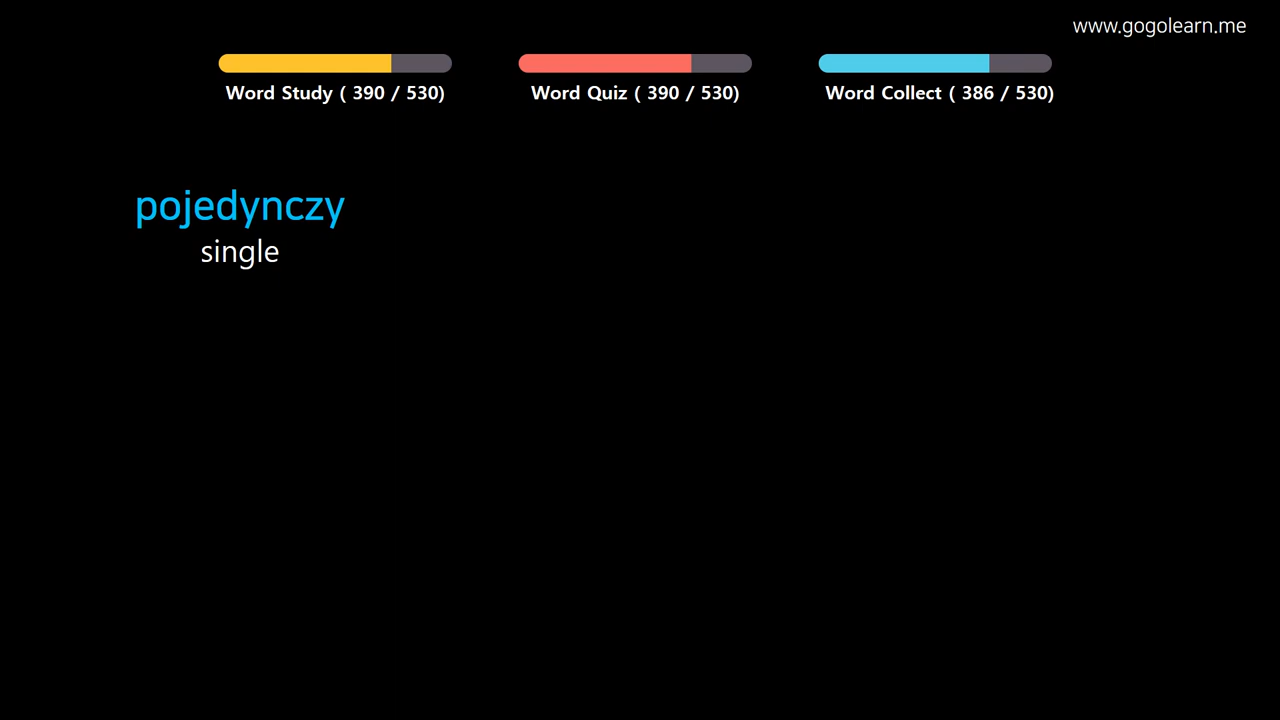 www.gogolearn.me
Word Study ( 390 / 530)
Word Quiz ( 390 / 530)
Word Collect ( 386 / 530)
pojedynczy
single